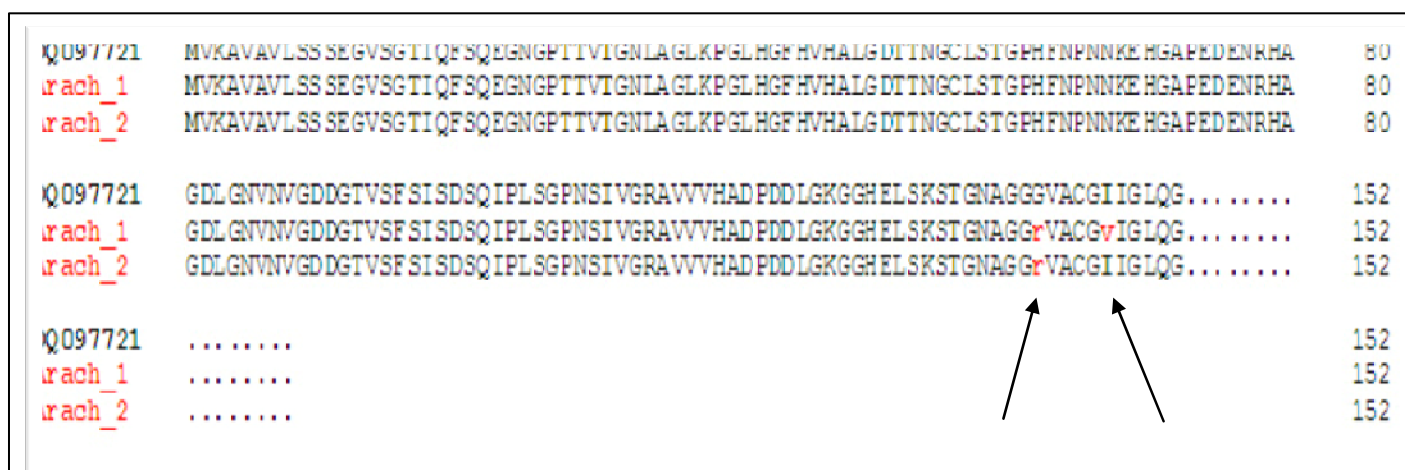 Q097721 MVKAVAVLSSSEGVSGTIQFSQEGNGPTTVTGNLAGLKPGLHGFHVHALGDTTNGCLSTGPHFNPNNKEHGAPEDENRHA 80
rach_1 MVKAVAVLSSSEGVSGTIQFSQEGNGPTTVTGNLAGLKPGLHGFHVHALGDTTNGCLSTGPHFNPNNKEHGAPEDENRHA 80
rach_2 MVKAVAVLSSSEGVSGTIQFSQEGNGPTTVTGNLAGLKPGLHGFHVHALGDTTNGCLSTGPHFNPNNKEHGAPEDENRHA 80
Q097721 GDLGNVNVGDDGTVSFSISDSQIPLSGPNSIVGRAVVVHADPDDLGKGGHELSKSTGNAGGGVACGIIGLQG........ 152
rach_1 GDLGNVNVGDDGTVSFSISDSQIPLSGPNSIVGRAVVVHADPDDLGKGGHELSKSTGNAGGrVACGvIGLQG........ 152
rach_2 GDLGNVNVGDDGTVSFSISDSQIPLSGPNSIVGRAVVVHADPDDLGKGGHELSKSTGNAGGrVACGIIGLQG........ 152
Q097721 ........ 152
rach_1 ........ 152
rach_2 ........ 152